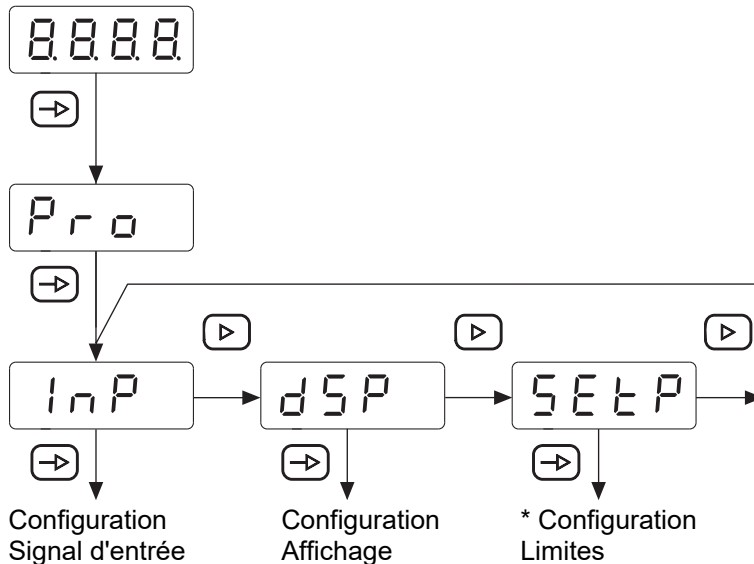 8.8.8.8.
Pro
InP
dSP
SEtP
Configuration
Signal d'entrée
Configuration
Affichage
* Configuration
Limites